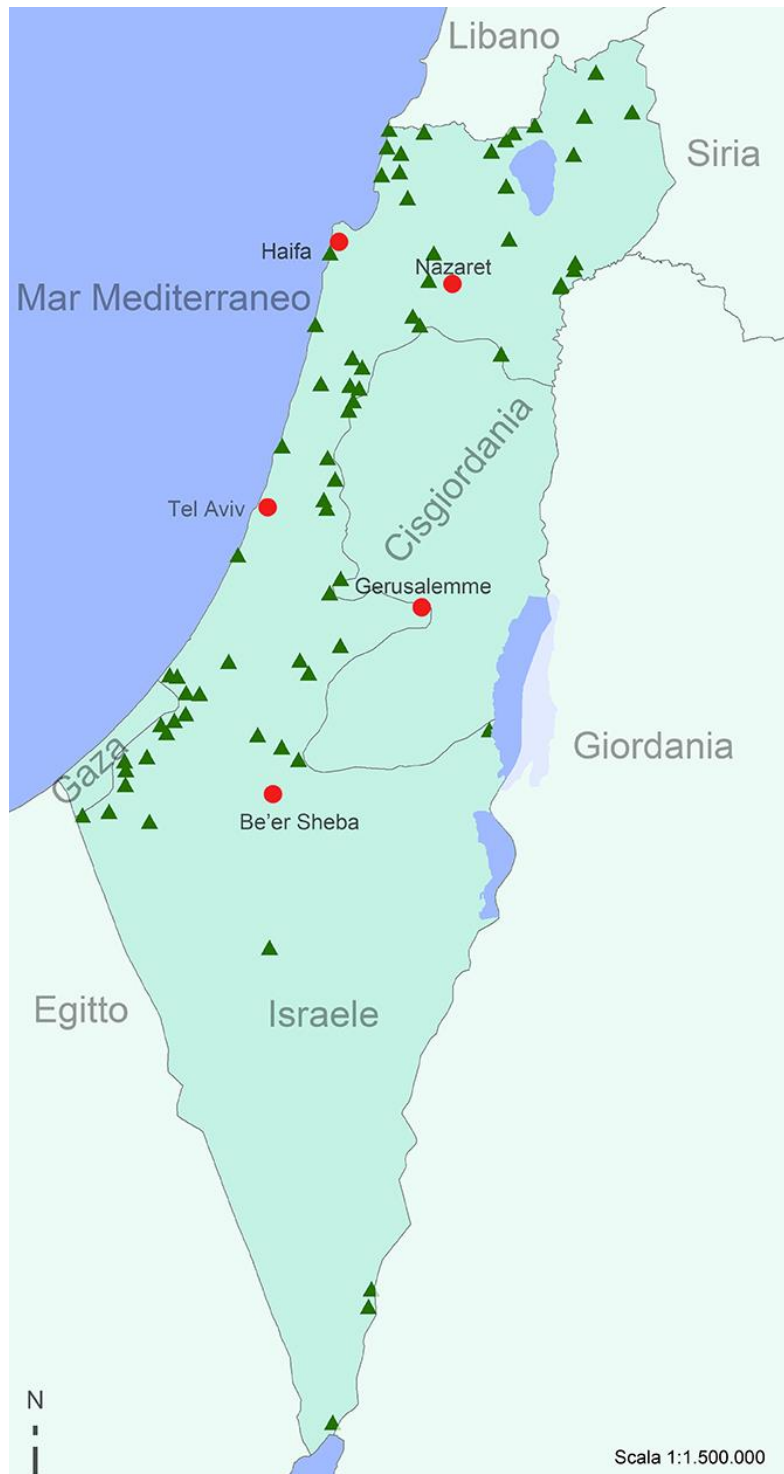 Libano
Siria
Haifa
Nazaret
Mar Mediterraneo
Cisgiordania
Tel Aviv
Gerusalemme
Gaza
Giordania
Be'er Sheba
Egitto
Israele
N
Scala 1:1.500.000